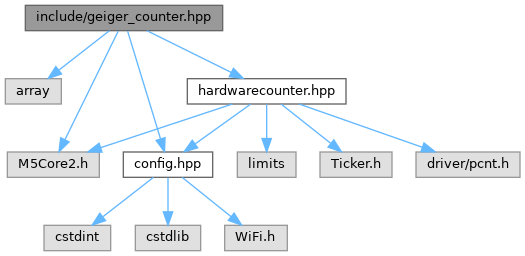 include/geiger_counter.hpp
array
hardwarecounter.hpp
M5Core2.h
config.hpp
limits
Ticker.h
driver/pcnt.h
cstdint
cstdlib
WiFi.h